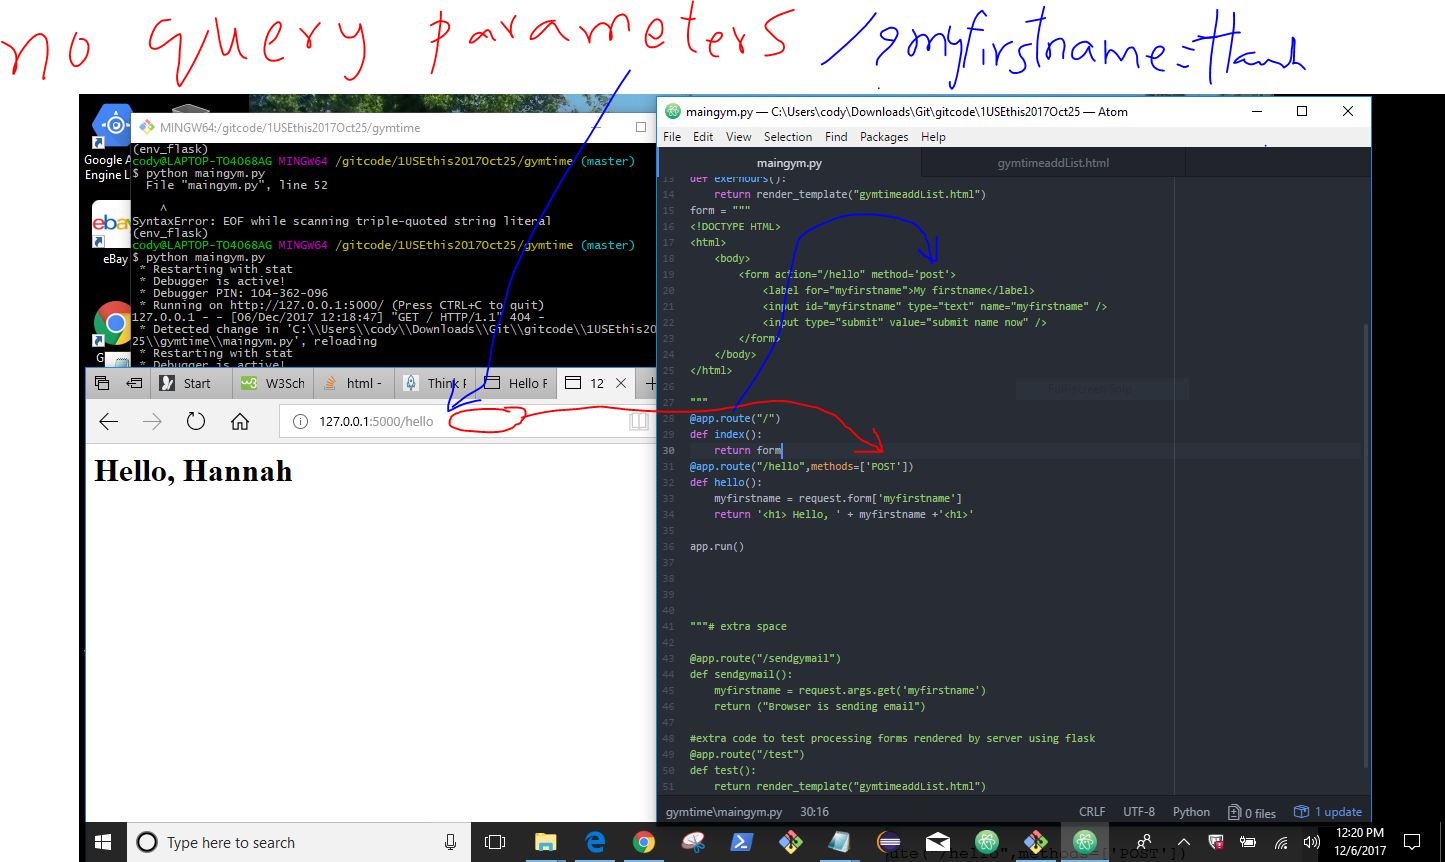 no query parameters /?myfirstname=Hannah
Google A
Engine L
ebay
eBay
G
MINGW64:/gitcode/1USEthis2017Oct25/gymtime
(env_flask)
cody@LAPTOP-TO4068AG MINGW64 /gitcode/1USEthis2017Oct25/gymtime (master)
$ python maingym.py
File "maingym.py", line 52
^
SyntaxError: EOF while scanning triple-quoted string literal
(env_flask)
cody@LAPTOP-TO4068AG MINGW64 /gitcode/1USEthis2017Oct25/gymtime (master)
$ python maingym.py
* Restarting with stat
* Debugger is active!
* Debugger PIN: 104-362-096
* Running on http://127.0.0.1:5000/ (Press CTRL+C to quit)
127.0.0.1 - - [06/Dec/2017 12:18:47] "GET / HTTP/1.1" 404 -
* Detected change in 'C:\\Users\\cody\\Downloads\\Git\\gitcode\\1USEthis20
25\\gymtime\\maingym.py', reloading
* Restarting with stat
* Debugger is active!
Start W3Sch html - Think F Hello F 12
127.0.0.1:5000/hello
Hello, Hannah
maingym.py — C:\Users\cody\Downloads\Git\gitcode\1USEthis2017Oct25 — Atom
File Edit View Selection Find Packages Help
maingym.py gymtimeaddList.html
13 def exerhours():
14 return render_template("gymtimeaddList.html")
15 form = """
16 <!DOCTYPE HTML>
17 <html>
18 <body>
19 <form action="/hello" method='post'>
20 <label for="myfirstname">My firstname</label>
21 <input id="myfirstname" type="text" name="myfirstname" />
22 <input type="submit" value="submit name now" />
23 </form>
24 </body>
25 </html>
26
27 """
28 @app.route("/")
29 def index():
30 return form
31 @app.route("/hello",methods=['POST'])
32 def hello():
33 myfirstname = request.form['myfirstname']
34 return '<h1> Hello, ' + myfirstname +'<h1>'
35
36 app.run()
37
38
39
40
41 """# extra space
42
43 @app.route("/sendgymail")
44 def sendgymail():
45 myfirstname = request.args.get('myfirstname')
46 return ("Browser is sending email")
47
48 #extra code to test processing forms rendered by server using flask
49 @app.route("/test")
50 def test():
51 return render_template("gymtimeaddList.html")
Full-screen Snip
gymtime\maingym.py 30:16 CRLF UTF-8 Python 0 files 1 update
Type here to search
12:20 PM
12/6/2017
ute("/hello",methods=['POST'])